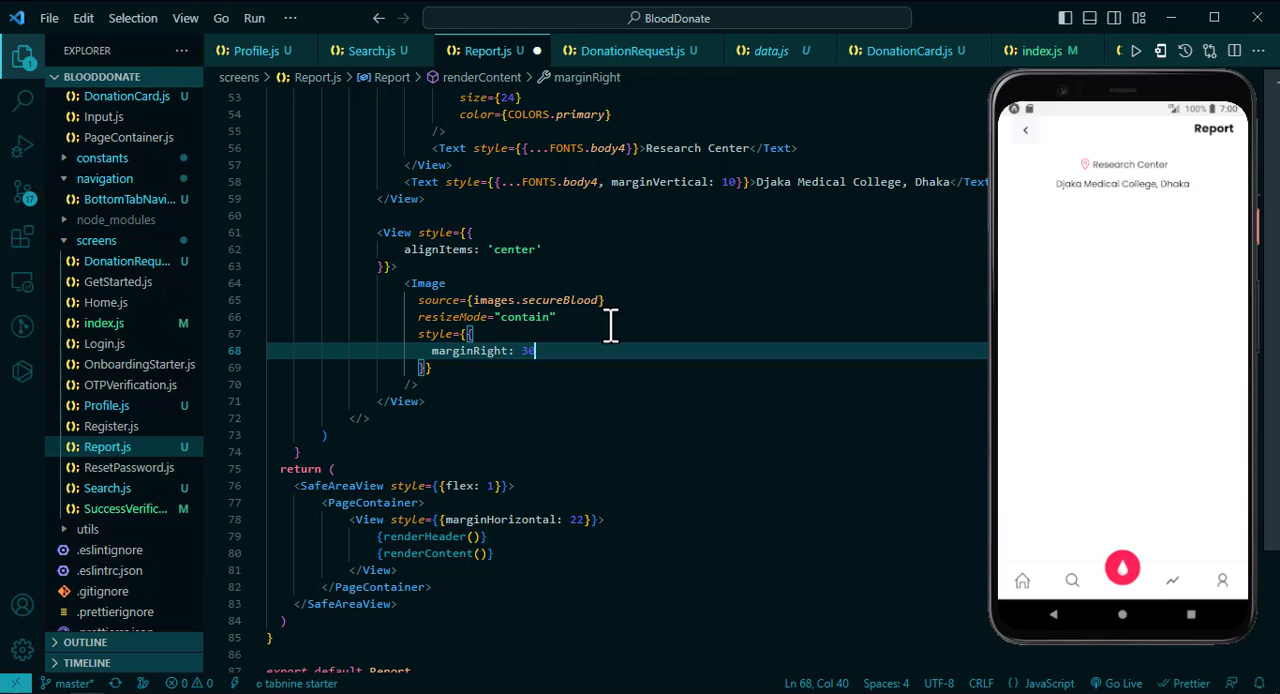 File Edit Selection View Go Run ··· BloodDonate
EXPLORER ···
Profile.js U Search.js U Report.js U DonationRequest.js U data.js U DonationCard.js U index.js M
BLOODDONATE
screens > Report.js > Report > renderContent > marginRight
DonationCard.js U
Input.js
PageContainer.js
constants
navigation
BottomTabNavi... U
node_modules
screens
DonationRequ... U
GetStarted.js
Home.js
index.js M
Login.js
OnboardingStarter.js
OTPVerification.js
Profile.js U
Register.js
Report.js U
ResetPassword.js
Search.js U
SuccessVerific... M
utils
.eslintignore
.eslintrc.json
.gitignore
.prettierignore
OUTLINE
TIMELINE
53 size={24}
54 color={COLORS.primary}
55 />
56 <Text style={{...FONTS.body4}}>Research Center</Text>
57 </View>
58 <Text style={{...FONTS.body4, marginVertical: 10}}>Djaka Medical College, Dhaka</Text
59 </View>
60
61 <View style={{
62 alignItems: 'center'
63 }}>
64 <Image
65 source={images.secureBlood}
66 resizeMode="contain"
67 style={{
68 marginRight: 30
69 }}
70 />
71 </View>
72 </>
73 )
74 }
75 return (
76 <SafeAreaView style={{flex: 1}}>
77 <PageContainer>
78 <View style={{marginHorizontal: 22}}>
79 {renderHeader()}
80 {renderContent()}
81 </View>
82 </PageContainer>
83 </SafeAreaView>
84 )
85 }
86
87 export default Report
100% 7:00
Report
Research Center
Djaka Medical College, Dhaka
17
1
master* 0 0 tabnine starter Ln 68, Col 40 Spaces: 4 UTF-8 CRLF {} JavaScript Go Live Prettier